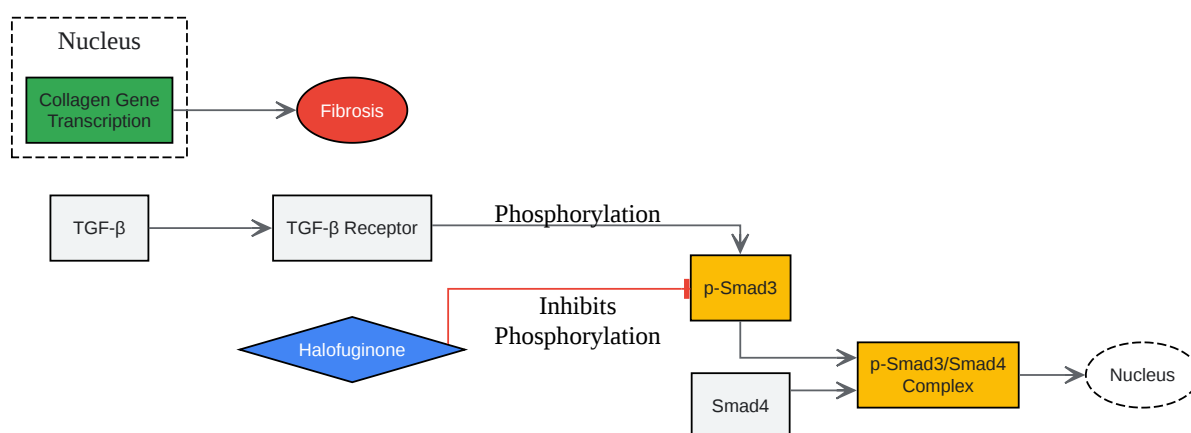 Nucleus
Collagen Gene
Transcription
Fibrosis
TGF-β
TGF-β Receptor
Phosphorylation
p-Smad3
Inhibits
Phosphorylation
Halofuginone
p-Smad3/Smad4
Complex
Nucleus
Smad4